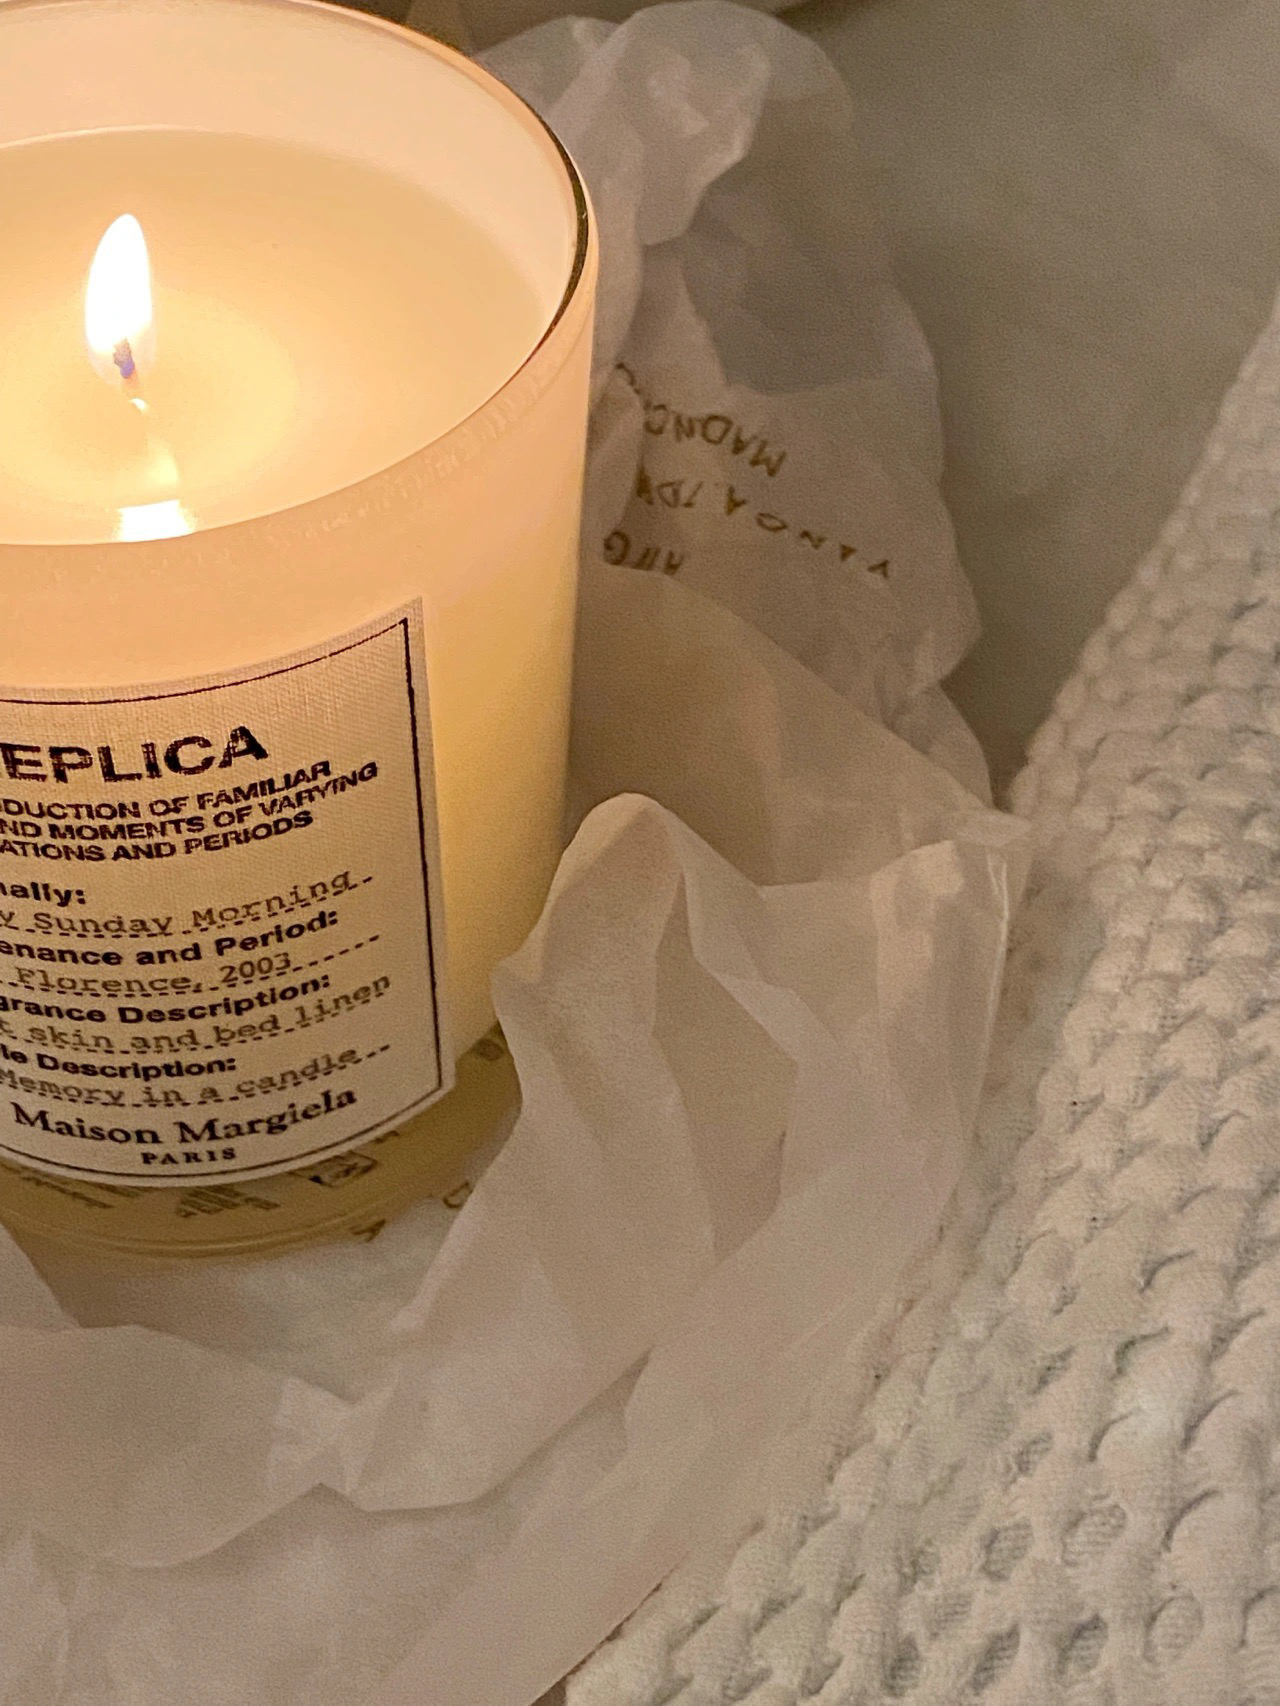 EPLICA
DUCTION OF FAMILIAR
ND MOMENTS OF VARYING
ATIONS AND PERIODS
nally:
y Sunday Morning
enance and Period:
Florence, 2003
grance Description:
t skin and bed linen
le Description:
Memory in a candle
Maison Margiela
PARIS